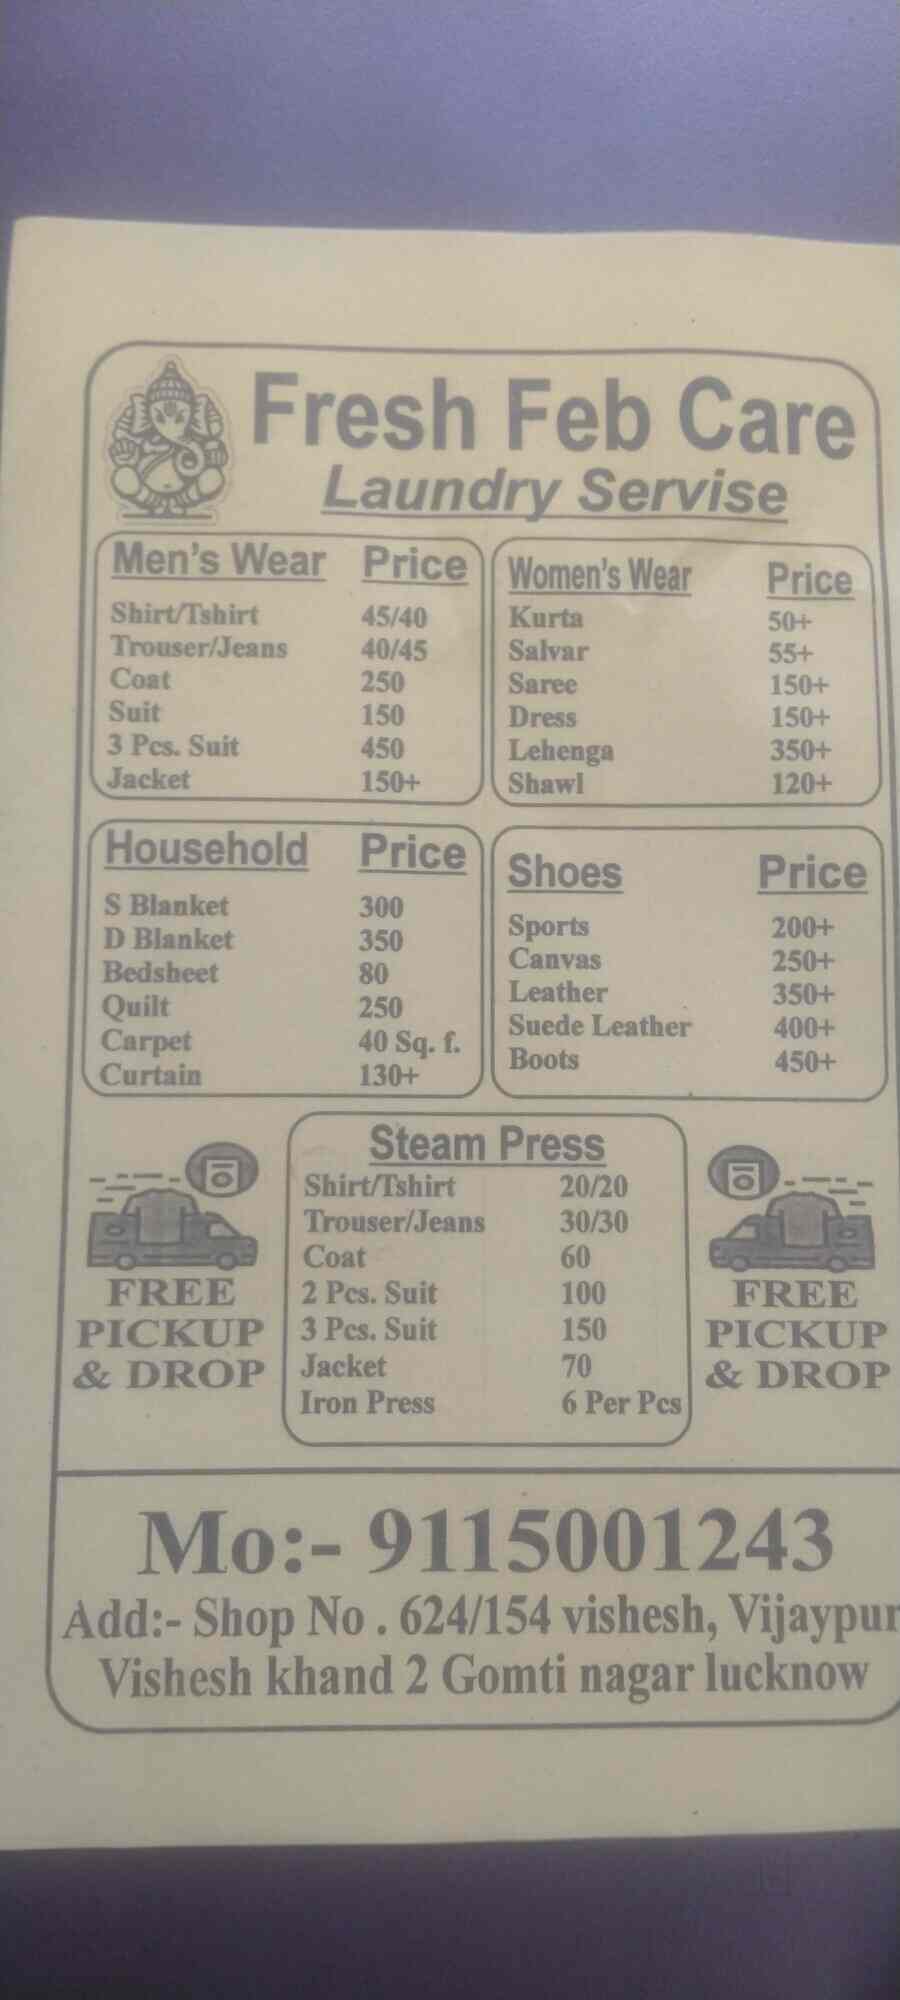 Fresh Feb Care
Laundry Servise
Men's Wear Price
Shirt/Tshirt 45/40
Trouser/Jeans 40/45
Coat 250
Suit 150
3 Pcs. Suit 450
Jacket 150+
Women's Wear Price
Kurta 50+
Salvar 55+
Saree 150+
Dress 150+
Lehenga 350+
Shawl 120+
Household Price
S Blanket 300
D Blanket 350
Bedsheet 80
Quilt 250
Carpet 40 Sq. f.
Curtain 130+
Shoes Price
Sports 200+
Canvas 250+
Leather 350+
Suede Leather 400+
Boots 450+
FREE
PICKUP
& DROP
Steam Press
Shirt/Tshirt 20/20
Trouser/Jeans 30/30
Coat 60
2 Pcs. Suit 100
3 Pcs. Suit 150
Jacket 70
Iron Press 6 Per Pcs
FREE
PICKUP
& DROP
Mo:- 9115001243
Add:- Shop No . 624/154 vishesh, Vijaypur
Vishesh khand 2 Gomti nagar lucknow